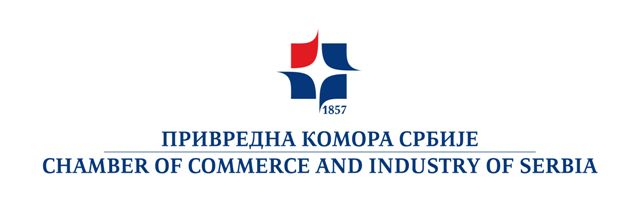 1857
ПРИВРЕДНА КОМОРА СРБИЈЕ
CHAMBER OF COMMERCE AND INDUSTRY OF SERBIA